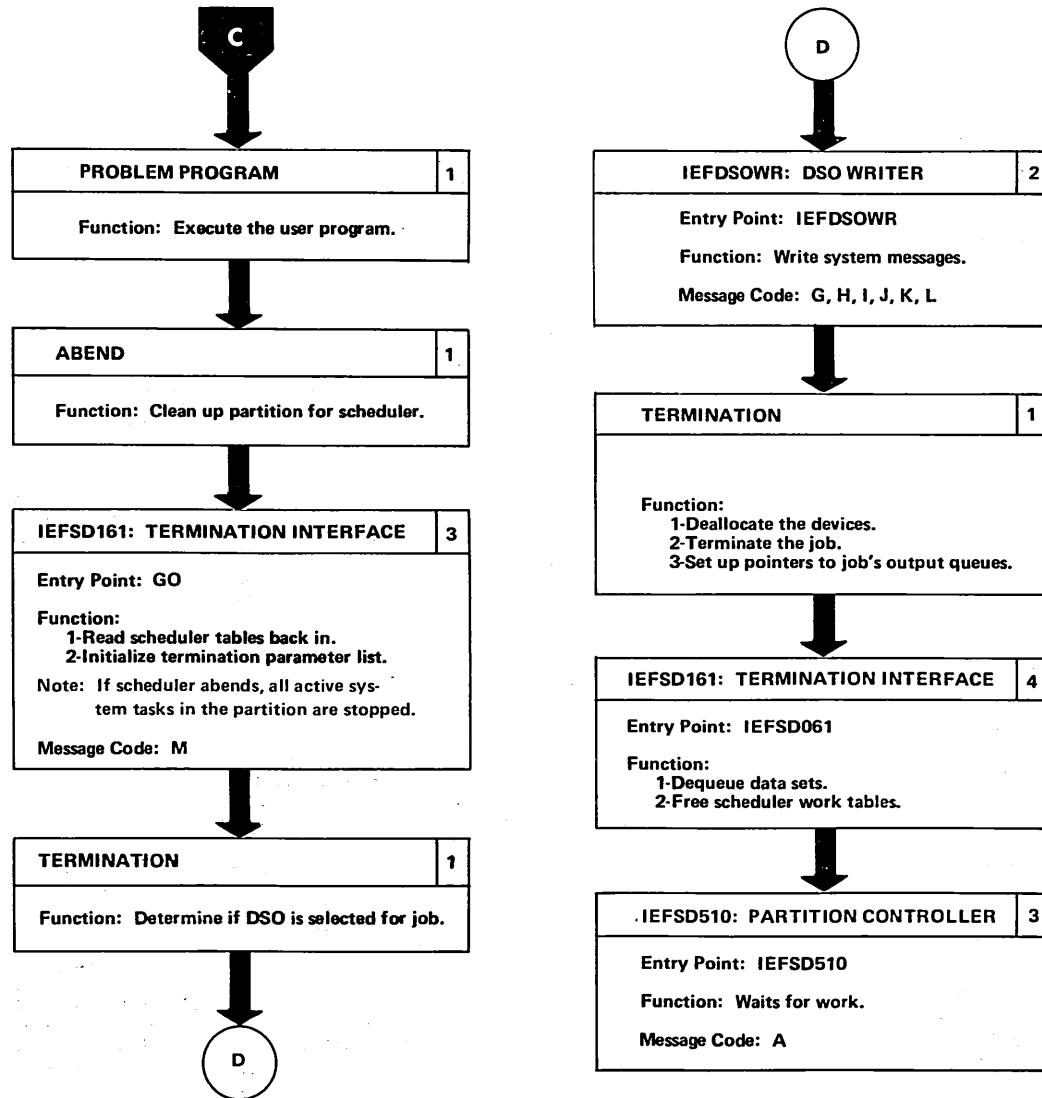 C
PROBLEM PROGRAM 1
Function: Execute the user program.
ABEND 1
Function: Clean up partition for scheduler.
IEFSD161: TERMINATION INTERFACE 3
Entry Point: GO
Function:
1-Read scheduler tables back in.
2-Initialize termination parameter list.
Note: If scheduler abends, all active sys-
tem tasks in the partition are stopped.
Message Code: M
TERMINATION 1
Function: Determine if DSO is selected for job.
D
D
IEFDSOWR: DSO WRITER 2
Entry Point: IEFDSOWR
Function: Write system messages.
Message Code: G, H, I, J, K, L
TERMINATION 1
Function:
1-Deallocate the devices.
2-Terminate the job.
3-Set up pointers to job's output queues.
IEFSD161: TERMINATION INTERFACE 4
Entry Point: IEFSD061
Function:
1-Dequeue data sets.
2-Free scheduler work tables.
IEFSD510: PARTITION CONTROLLER 3
Entry Point: IEFSD510
Function: Waits for work.
Message Code: A